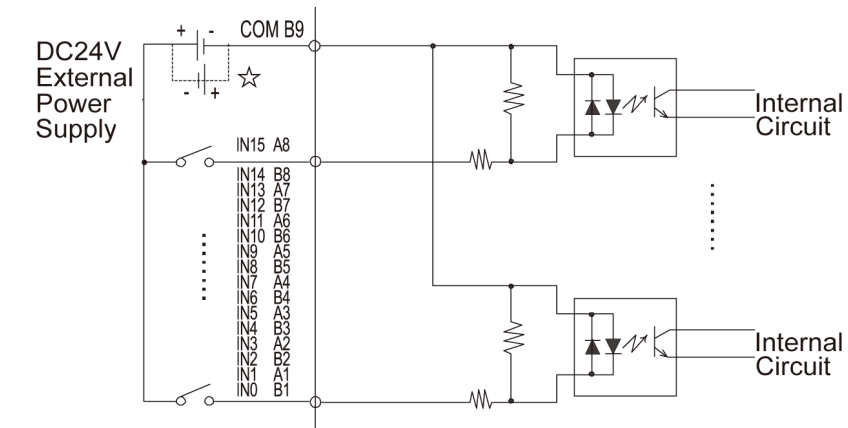 + - COM B9
DC24V
External
Power
Supply
- +
☆
Internal
Circuit
IN15 A8
IN14 B8
IN13 A7
IN12 B7
IN11 A6
IN10 B6
IN9 A5
IN8 B5
IN7 A4
IN6 B4
IN5 A3
IN4 B3
IN3 A2
IN2 B2
IN1 A1
IN0 B1
Internal
Circuit